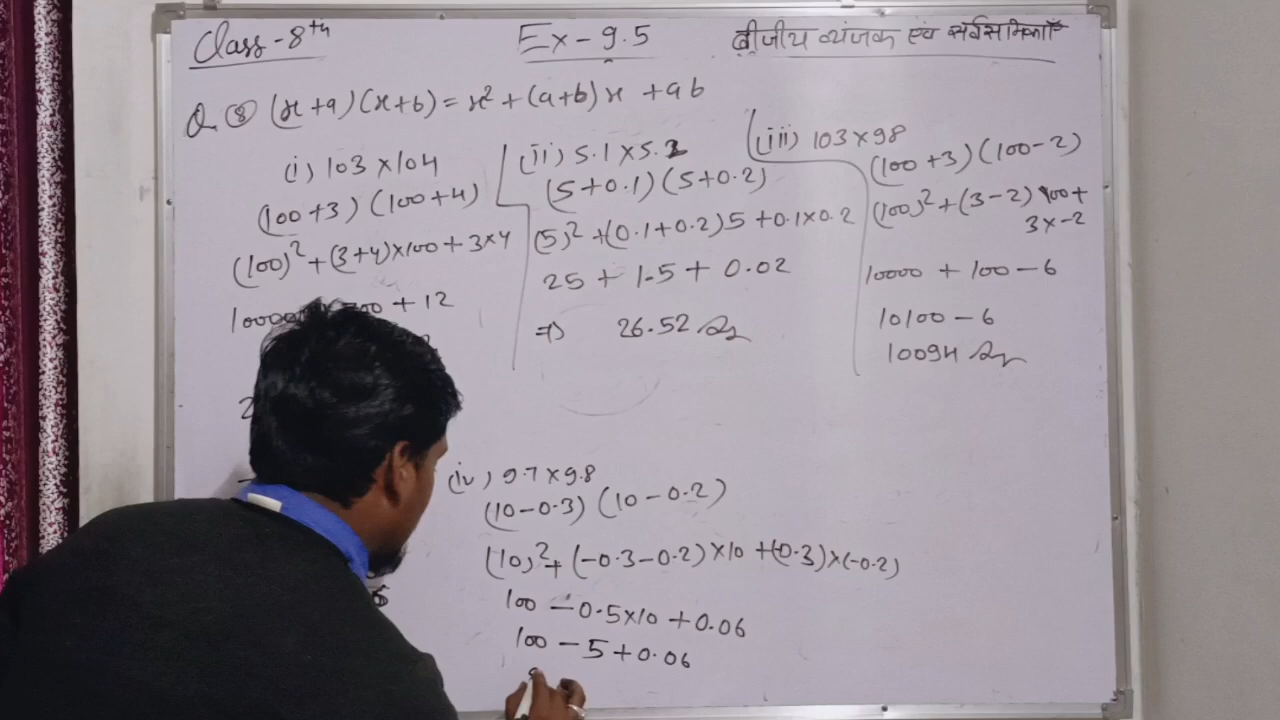 Class-8th
Ex-9.5
बीजीय व्यंजक एवं सर्वसमिकाएँ
Q. ⑧ (x+a)(x+b)=x²+(a+b)x+ab
(i) 103×104
(100+3)(100+4)
(100)²+(3+4)×100+3×4
+12
(ii) 5.1×5.2
(5+0.1)(5+0.2)
(5)²+(0.1+0.2)5+0.1×0.2
25+1.5+0.02
⇒ 26.52
(iii) 103×98
(100+3)(100-2)
(100)²+(3-2)100+
3×-2
10000+100-6
10100-6
10094
(iv) 9.7×9.8
(10-0.3)(10-0.2)
(10)²+(-0.3-0.2)×10+(-0.3)×(-0.2)
100-0.5×10+0.06
100-5+0.06